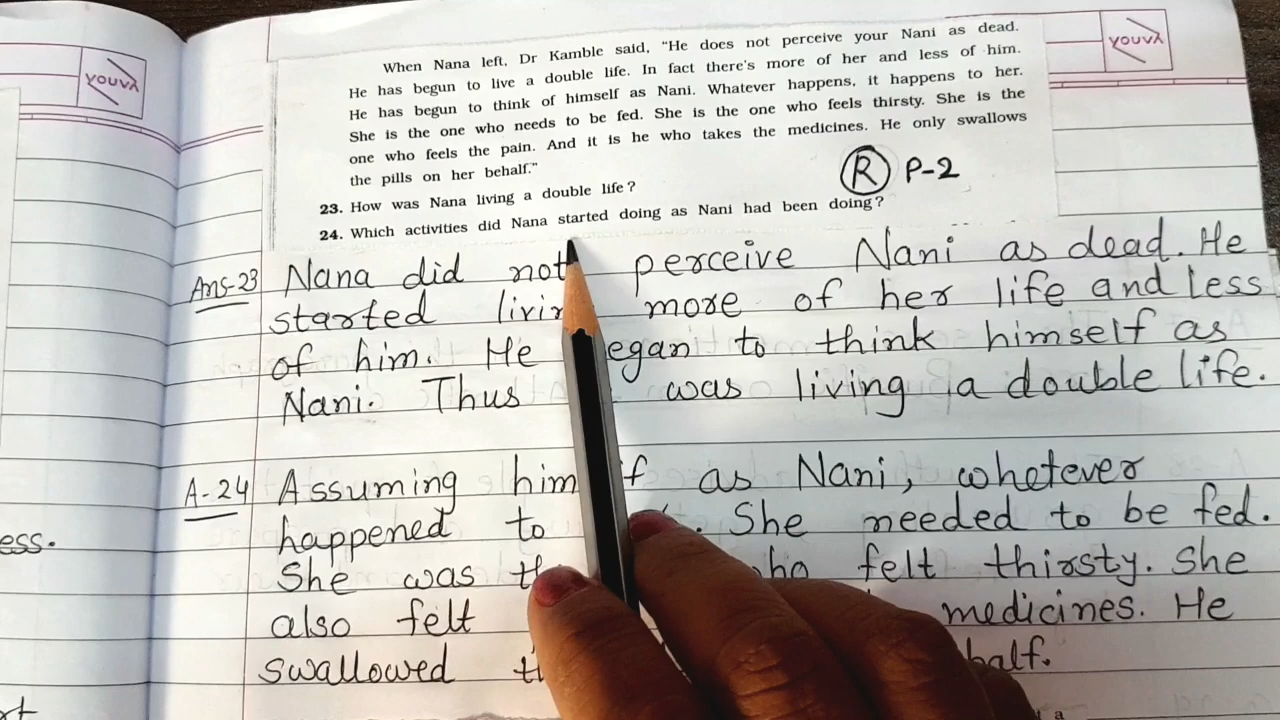 youva
youva
When Nana left, Dr Kamble said, "He does not perceive your Nani as dead.
He has begun to live a double life. In fact there's more of her and less of him.
He has begun to think of himself as Nani. Whatever happens, it happens to her.
She is the one who needs to be fed. She is the one who feels thirsty. She is the
one who feels the pain. And it is he who takes the medicines. He only swallows
the pills on her behalf."
R P-2
23. How was Nana living a double life?
24. Which activities did Nana started doing as Nani had been doing?
Ans-23 Nana did not perceive Nani as dead. He
started livin more of her life and less
of him. He egan to think himself as
Nani. Thus was living a double life.
A-24 Assuming him f as Nani, whetever
happened to . She needed to be fed.
ess.
She was th ho felt thirsty. She
also felt medicines. He
swallowed th half.